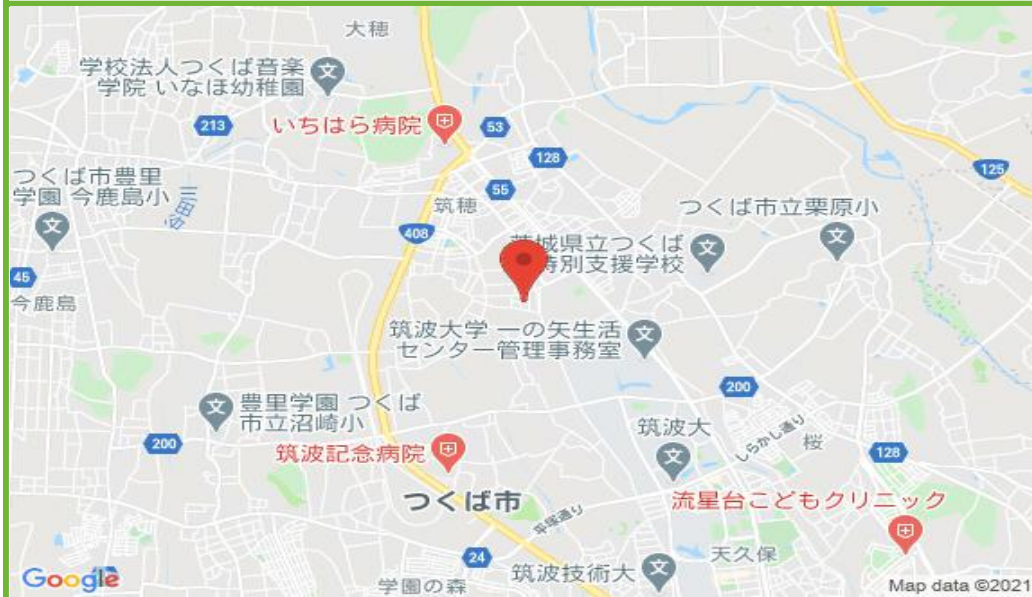 大穂
学校法人つくば音楽
学院 いなほ幼稚園
213
いちはら病院
53
128
125
つくば市豊里
学園 今鹿島小
55
筑穂
つくば市立栗原小
408
茨城県立つくば
特別支援学校
45
今鹿島
筑波大学 一の矢生活
センター管理事務室
200
豊里学園 つくば
市立沼崎小
200
筑波大
しらかし通り
桜
128
筑波記念病院
つくば市
流星台こどもクリニック
平塚通り
24
天久保
筑波技術大
学園の森
Google
Map data ©2021